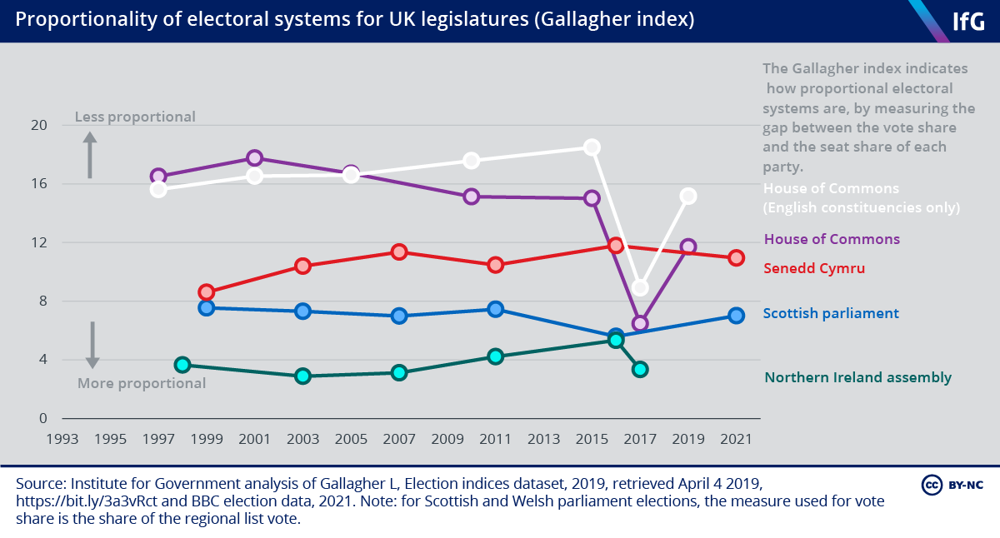 Proportionality of electoral systems for UK legislatures (Gallagher index)
IfG
The Gallagher index indicates
how proportional electoral
systems are, by measuring the
gap between the vote share
and the seat share of each
party.
Less proportional
20
16
12
8
4
0
More proportional
House of Commons
(English constituencies only)
House of Commons
Senedd Cymru
Scottish parliament
Northern Ireland assembly
1993 1995 1997 1999 2001 2003 2005 2007 2009 2011 2013 2015 2017 2019 2021
Source: Institute for Government analysis of Gallagher L, Election indices dataset, 2019, retrieved April 4 2019,
https://bit.ly/3a3vRct and BBC election data, 2021. Note: for Scottish and Welsh parliament elections, the measure used for vote
share is the share of the regional list vote.
cc BY-NC